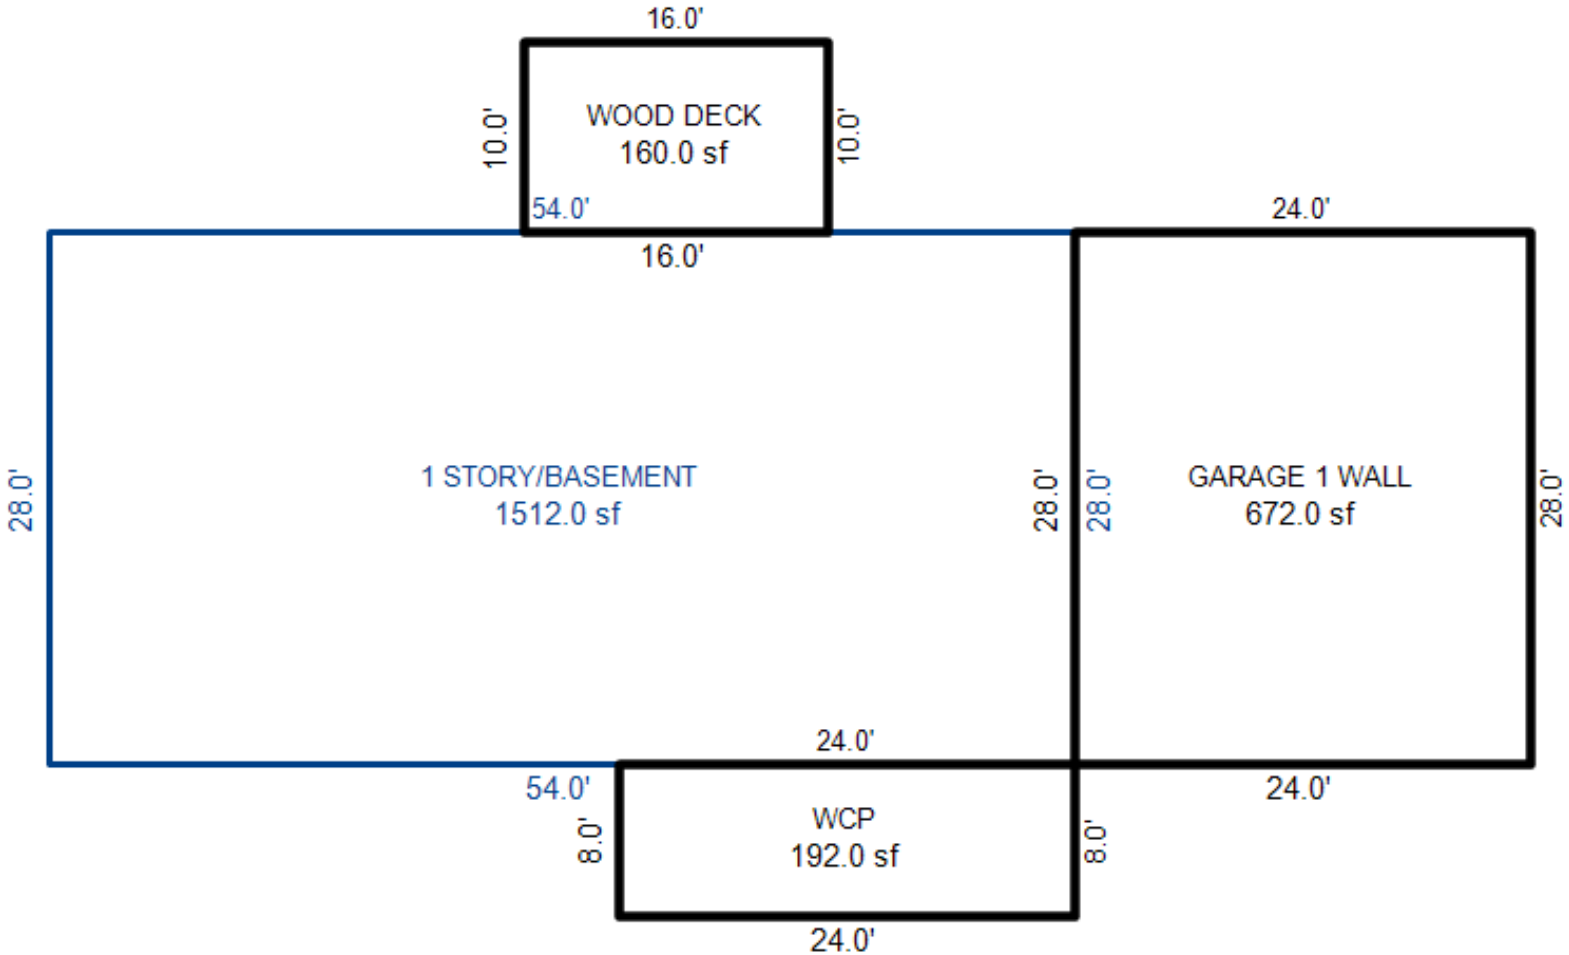 16.0'
10.0'
WOOD DECK
160.0 sf
10.0'
54.0'
16.0'
24.0'
28.0'
1 STORY/BASEMENT
1512.0 sf
28.0'
28.0'
GARAGE 1 WALL
672.0 sf
28.0'
24.0'
54.0'
24.0'
8.0'
WCP
192.0 sf
8.0'
24.0'